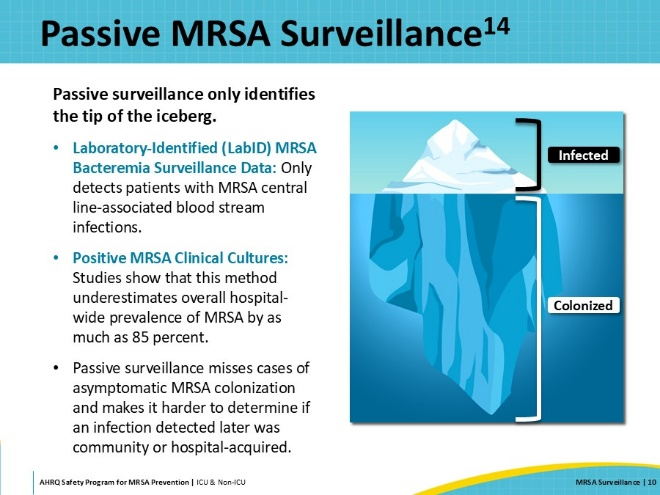 Passive MRSA Surveillance14
Passive surveillance only identifies
the tip of the iceberg.
• Laboratory-Identified (LabID) MRSA
Bacteremia Surveillance Data: Only
detects patients with MRSA central
line-associated blood stream
infections.
• Positive MRSA Clinical Cultures:
Studies show that this method
underestimates overall hospital-
wide prevalence of MRSA by as
much as 85 percent.
• Passive surveillance misses cases of
asymptomatic MRSA colonization
and makes it harder to determine if
an infection detected later was
community or hospital-acquired.
Infected
Colonized
AHRQ Safety Program for MRSA Prevention | ICU & Non-ICU
MRSA Surveillance | 10